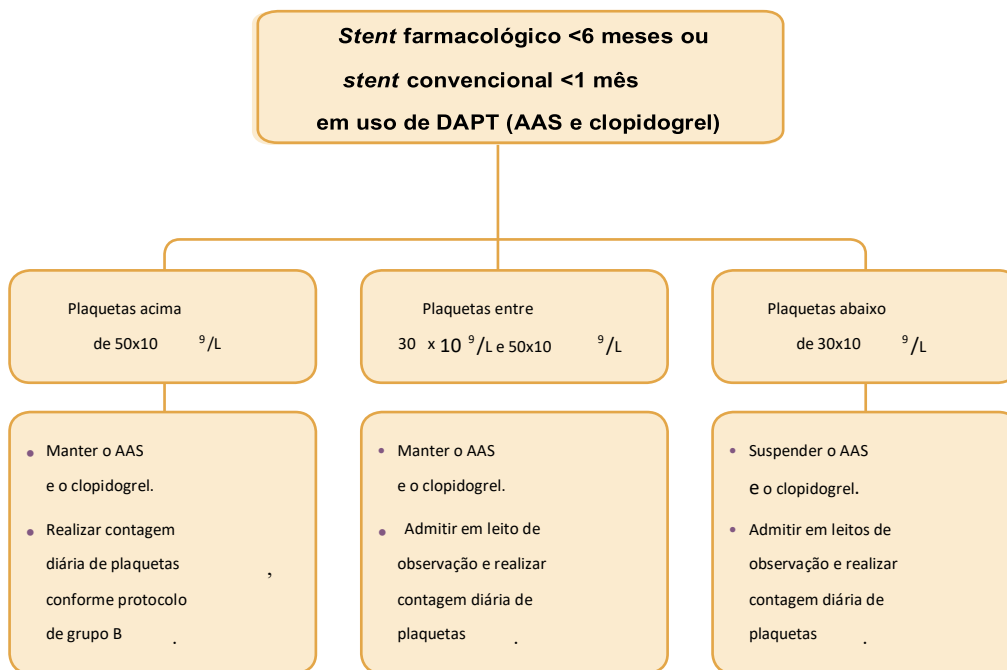 Stent farmacológico <6 meses ou
stent convencional <1 mês
em uso de DAPT (AAS e clopidogrel)
Plaquetas acima
de 50x10 9/L
Plaquetas entre
30 x 10 9/L e 50x10 9/L
Plaquetas abaixo
de 30x10 9/L
• Manter o AAS
e o clopidogrel.
• Realizar contagem
diária de plaquetas ,
conforme protocolo
de grupo B .
• Manter o AAS
e o clopidogrel.
• Admitir em leito de
observação e realizar
contagem diária de
plaquetas .
• Suspender o AAS
e o clopidogrel.
• Admitir em leitos de
observação e realizar
contagem diária de
plaquetas .